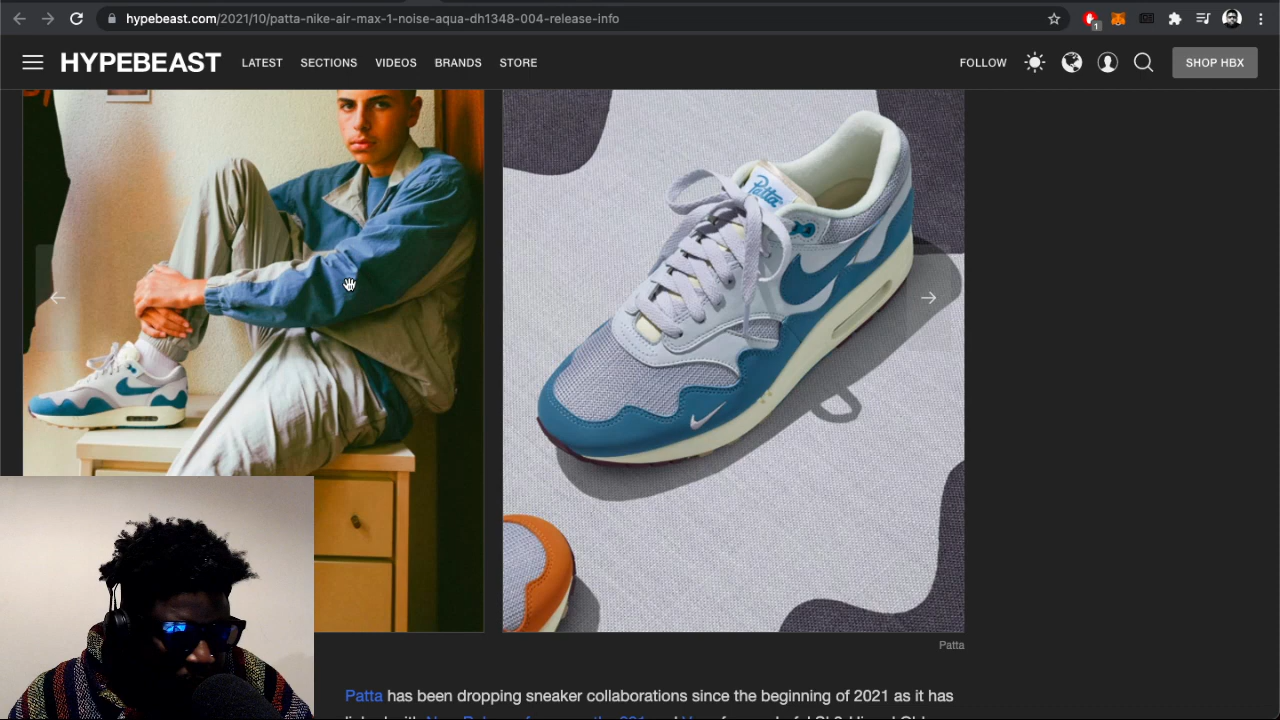 hypebeast.com/2021/10/patta-nike-air-max-1-noise-aqua-dh1348-004-release-info
1
HYPEBEAST
LATEST
SECTIONS
VIDEOS
BRANDS
STORE
FOLLOW
SHOP HBX
Patta
Patta
Patta has been dropping sneaker collaborations since the beginning of 2021 as it has